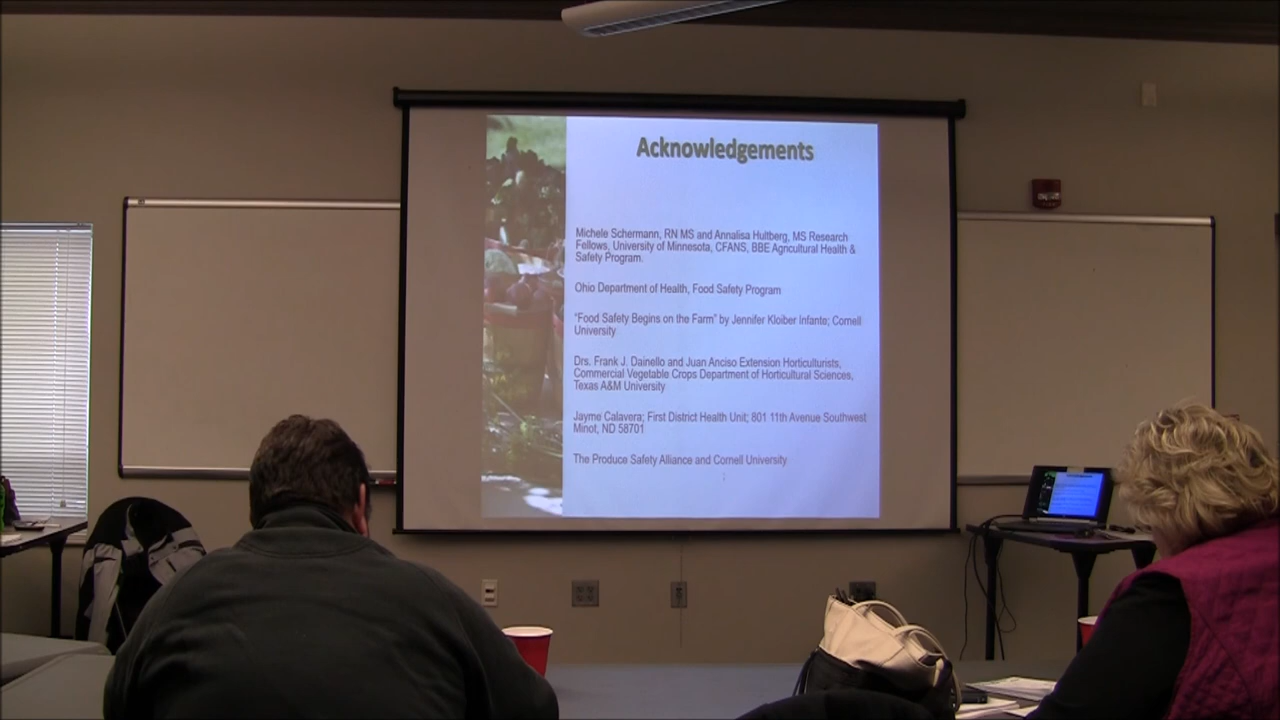 Acknowledgements
Michele Schermann, RN MS and Annalisa Hultberg, MS Research
Fellows, University of Minnesota, CFANS, BBE Agricultural Health &
Safety Program.
Ohio Department of Health, Food Safety Program
"Food Safety Begins on the Farm" by Jennifer Kloiber Infante; Cornell
University
Drs. Frank J. Dainello and Juan Anciso Extension Horticulturists,
Commercial Vegetable Crops Department of Horticultural Sciences,
Texas A&M University
Jayme Calavera; First District Health Unit; 801 11th Avenue Southwest
Minot, ND 58701
The Produce Safety Alliance and Cornell University